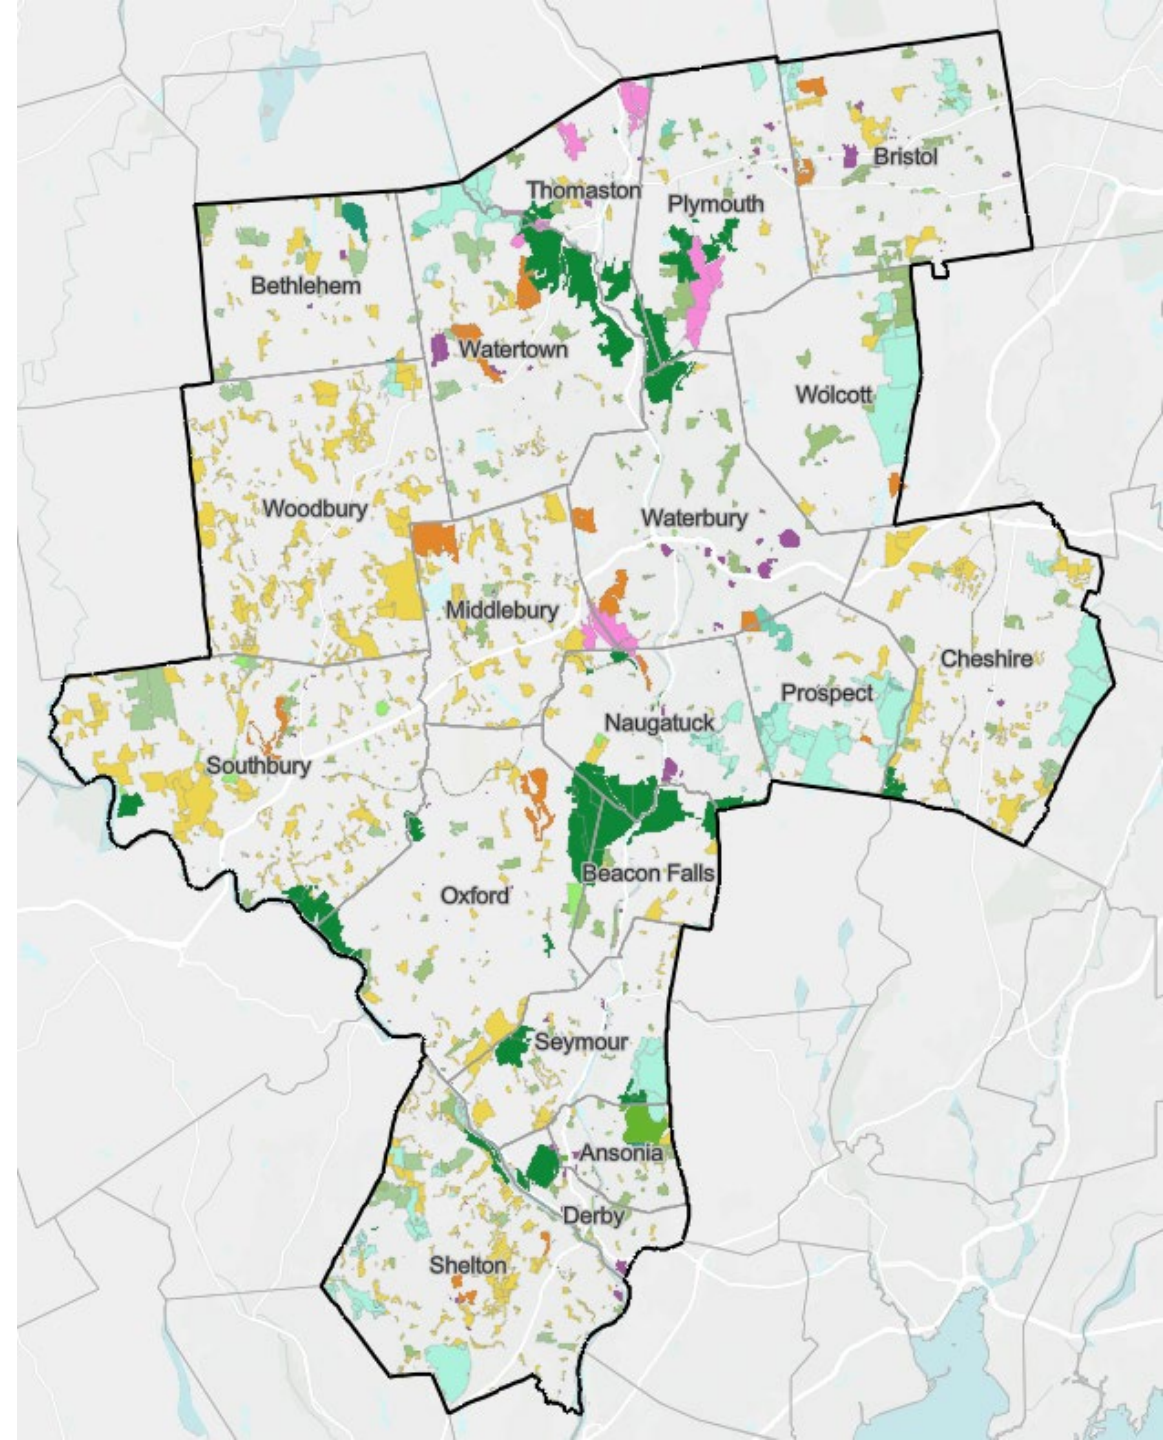 Bristol
Thomaston
Plymouth
Bethlehem
Watertown
Wolcott
Woodbury
Waterbury
Middlebury
Cheshire
Prospect
Naugatuck
Southbury
Beacon Falls
Oxford
Seymour
Ansonia
Derby
Shelton